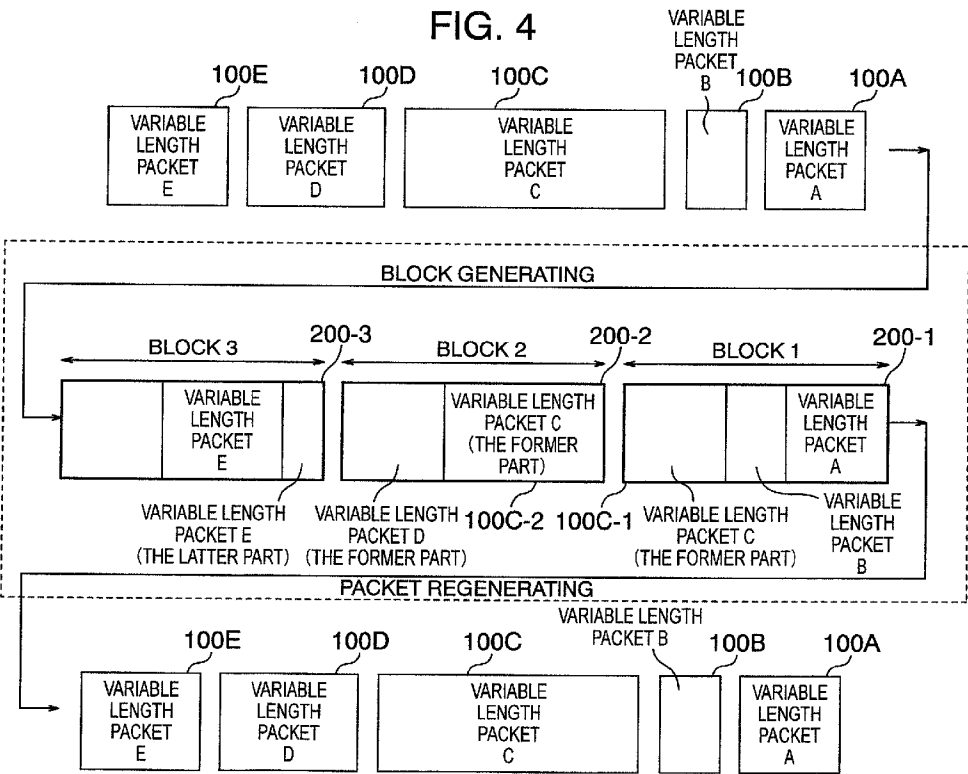 FIG. 4
100E
100D
100C
VARIABLE
LENGTH
PACKET
B
100B
100A
VARIABLE
LENGTH
PACKET
E
VARIABLE
LENGTH
PACKET
D
VARIABLE
LENGTH
PACKET
C
VARIABLE
LENGTH
PACKET
A
BLOCK GENERATING
BLOCK 3
200-3
BLOCK 2
200-2
BLOCK 1
200-1
VARIABLE
LENGTH
PACKET
E
VARIABLE LENGTH
PACKET C
(THE FORMER
PART)
VARIABLE
LENGTH
PACKET
A
VARIABLE LENGTH
PACKET E
(THE LATTER PART)
VARIABLE LENGTH
PACKET D
(THE FORMER PART)
100C-2
100C-1
VARIABLE LENGTH
PACKET C
(THE FORMER PART)
VARIABLE
LENGTH
PACKET
B
PACKET REGENERATING
100E
100D
100C
VARIABLE LENGTH
PACKET B
100B
100A
VARIABLE
LENGTH
PACKET
E
VARIABLE
LENGTH
PACKET
D
VARIABLE
LENGTH
PACKET
C
VARIABLE
LENGTH
PACKET
A